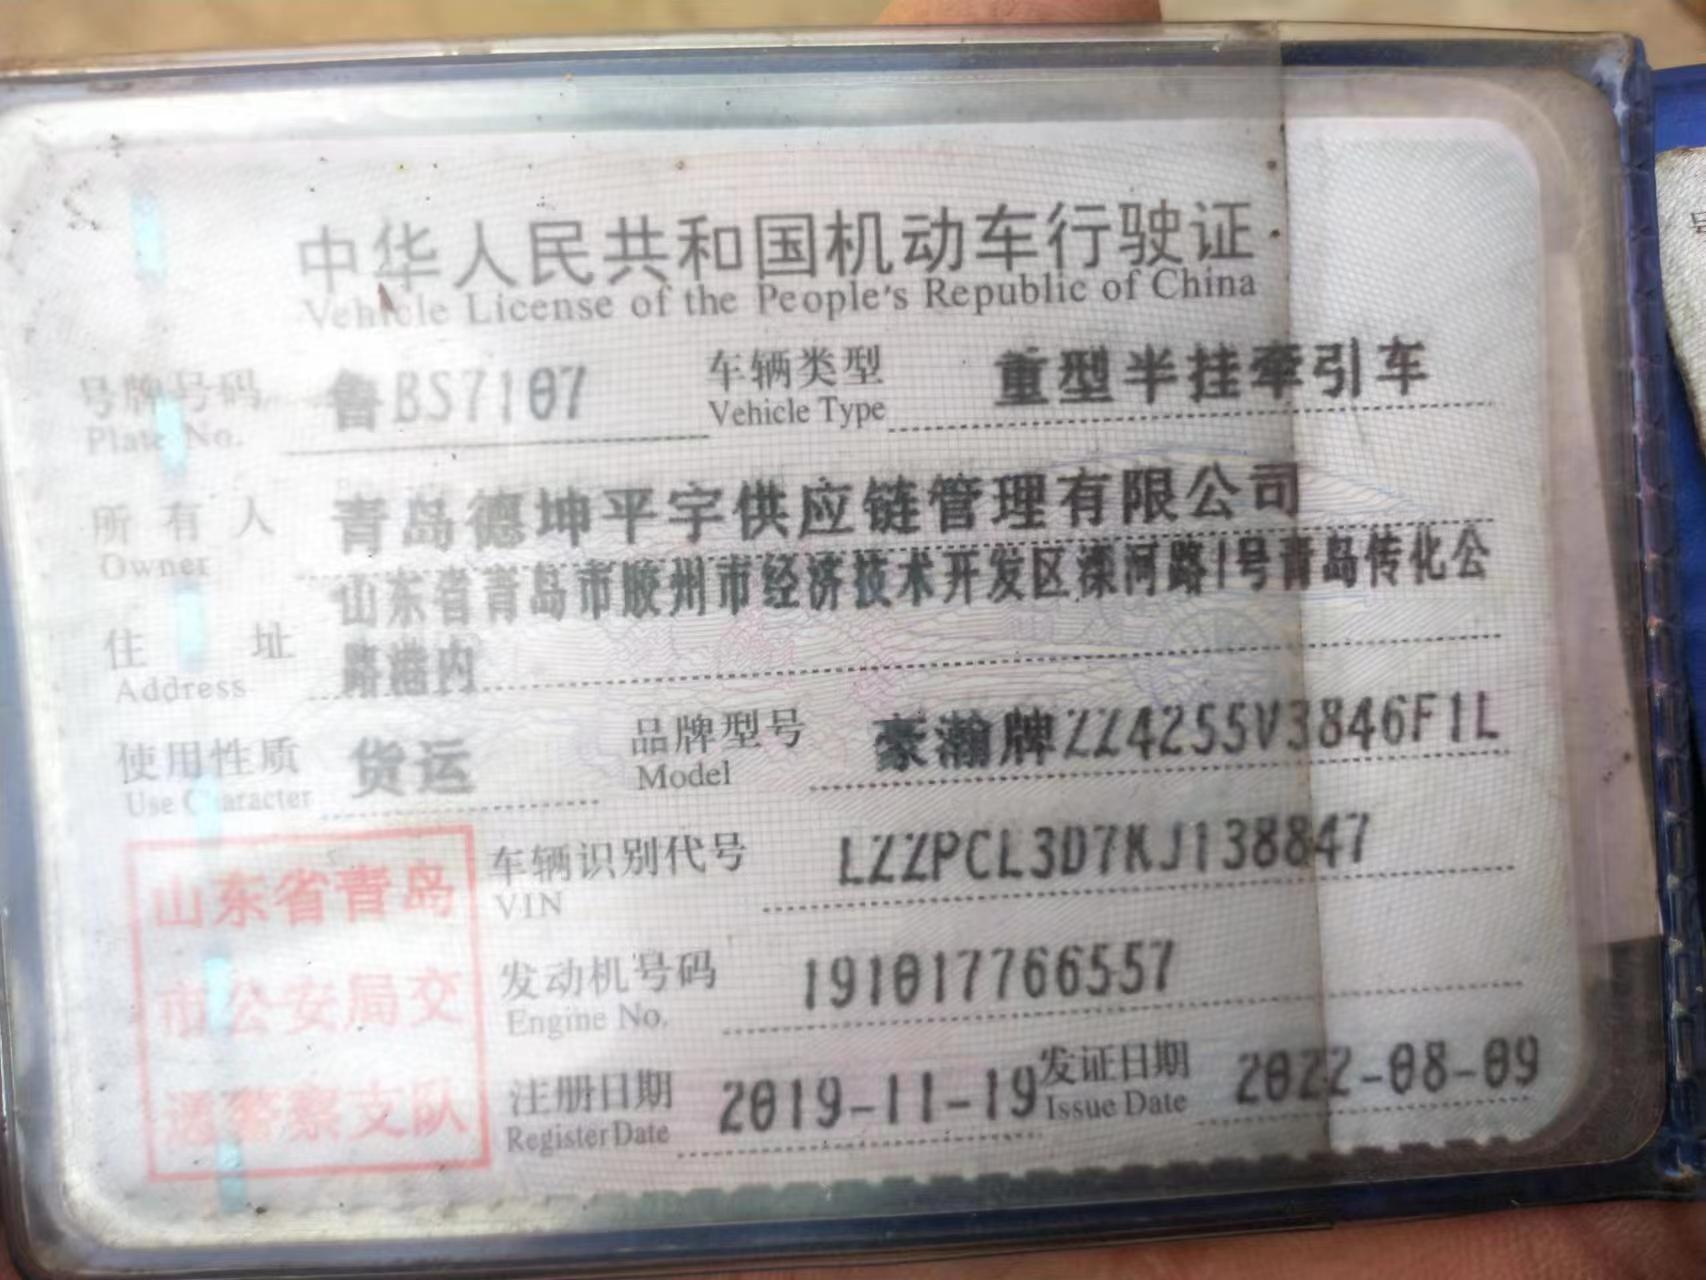 中华人民共和国机动车行驶证
Vehicle License of the People's Republic of China
号牌号码 鲁BS7107 车辆类型 重型半挂牵引车
Plate No. Vehicle Type
所有人 青岛德坤平宇供应链管理有限公司
Owner
山东省青岛市胶州市经济技术开发区滦河路1号青岛传化公
住址 路港内
Address
使用性质 货运 品牌型号 豪瀚牌ZZ4255V3846F1L
Use Character Model
车辆识别代号 LZZPCL3D7KJ138847
VIN
发动机号码 191017766557
Engine No.
注册日期 2019-11-19 发证日期 2022-08-09
Register Date Issue Date
山东省青岛
市公安局交
通警察支队